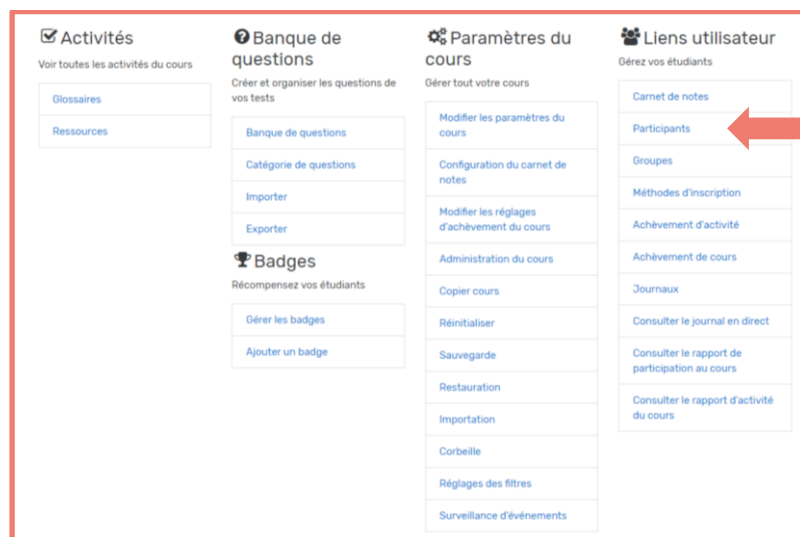 Activités
Voir toutes les activités du cours
Glossaires
Ressources
Banque de
questions
Créer et organiser les questions de
vos tests
Banque de questions
Catégorie de questions
Importer
Exporter
Badges
Récompensez vos étudiants
Gérer les badges
Ajouter un badge
Paramètres du
cours
Gérer tout votre cours
Modifier les paramètres du
cours
Configuration du carnet de
notes
Modifier les réglages
d'achèvement du cours
Administration du cours
Copier cours
Réinitialiser
Sauvegarde
Restauration
Importation
Corbeille
Réglages des filtres
Surveillance d'événements
Liens utilisateur
Gérez vos étudiants
Carnet de notes
Participants
Groupes
Méthodes d'inscription
Achèvement d'activité
Achèvement de cours
Journaux
Consulter le journal en direct
Consulter le rapport de
participation au cours
Consulter le rapport d'activité
du cours